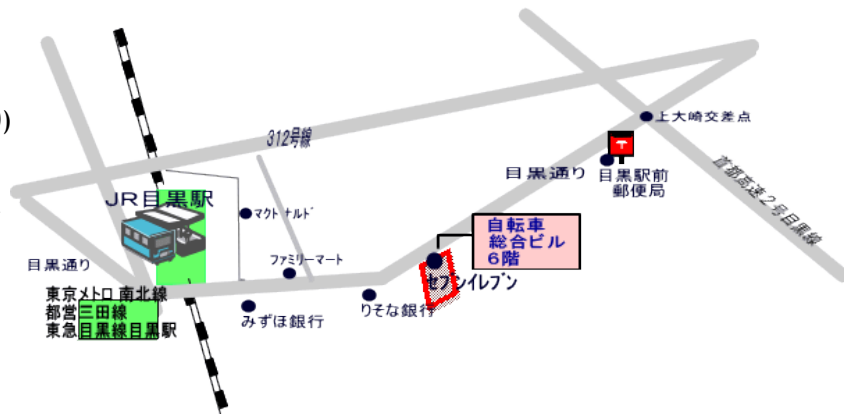 )
312号線
上大崎交差点
目黒通り
目黒駅前
郵便局
首都高速2号目黒線
JR目黒駅
マクドナルド
自転車
総合ビル
6階
目黒通り
ファミリーマート
セブンイレブン
東京メトロ 南北線
都営三田線
東急目黒線目黒駅
みずほ銀行
りそな銀行